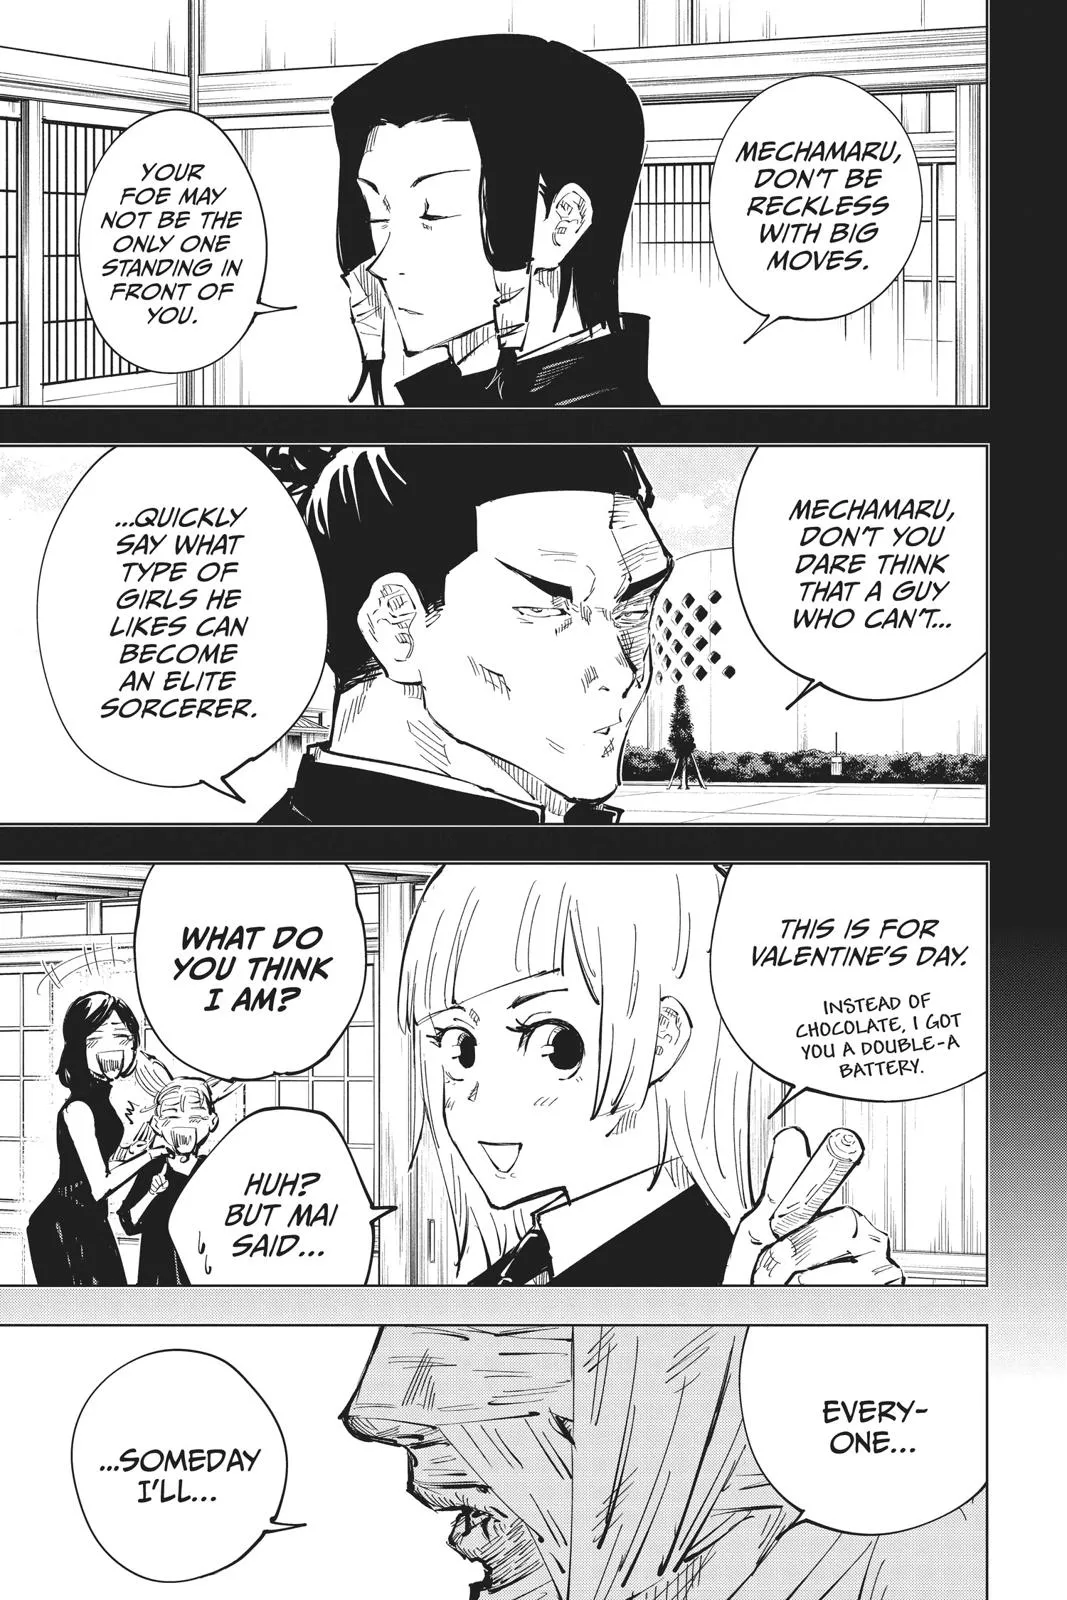 MECHAMARU,
DON'T BE
RECKLESS
WITH BIG
MOVES.
YOUR
FOE MAY
NOT BE THE
ONLY ONE
STANDING IN
FRONT OF
YOU.
MECHAMARU,
DON'T YOU
DARE THINK
THAT A GUY
WHO CAN'T...
...QUICKLY
SAY WHAT
TYPE OF
GIRLS HE
LIKES CAN
BECOME
AN ELITE
SORCERER.
THIS IS FOR
VALENTINE'S DAY.
INSTEAD OF
CHOCOLATE, I GOT
YOU A DOUBLE-A
BATTERY.
WHAT DO
YOU THINK
I AM?
HUH?
BUT MAI
SAID...
EVERY-
ONE...
...SOMEDAY
I'LL...